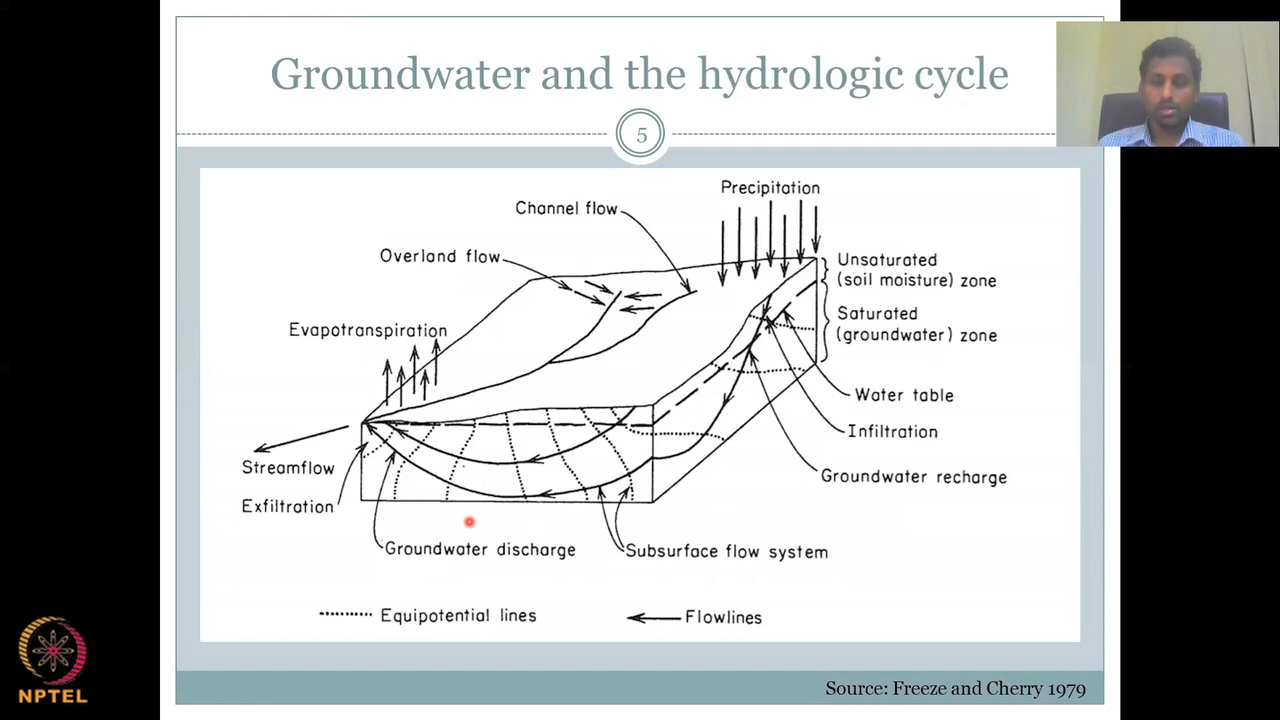 Groundwater and the hydrologic cycle
5
Precipitation
Channel flow
Overland flow
Unsaturated
(soil moisture) zone
Saturated
(groundwater) zone
Evapotranspiration
Water table
Infiltration
Groundwater recharge
Streamflow
Exfiltration
Groundwater discharge
Subsurface flow system
Equipotential lines
Flowlines
Source: Freeze and Cherry 1979
NPTEL